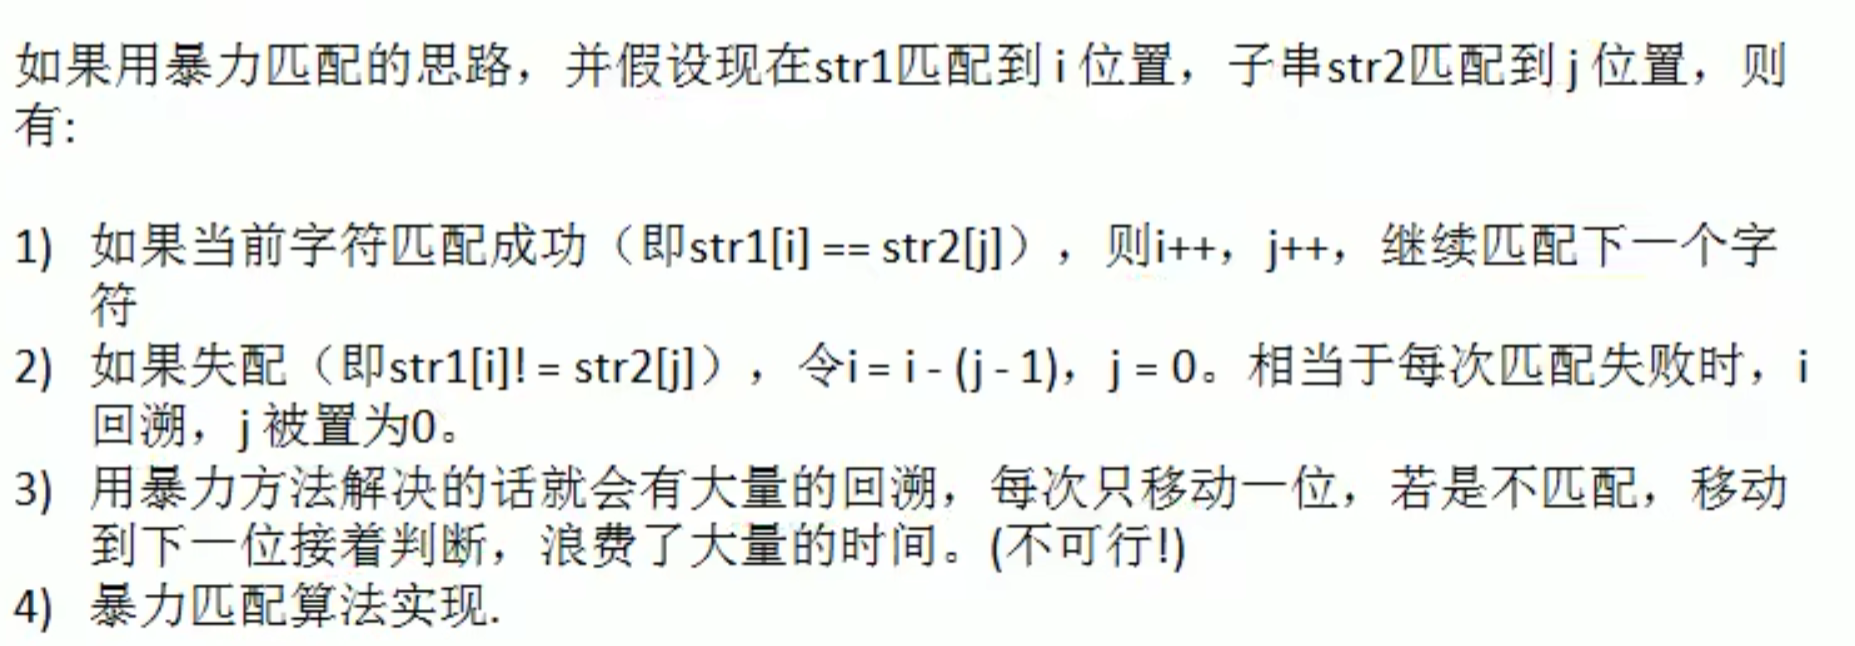 如果用暴力匹配的思路，并假设现在str1匹配到 i 位置，子串str2匹配到 j 位置，则
有:
1) 如果当前字符匹配成功（即str1[i] == str2[j]），则i++，j++，继续匹配下一个字
符
2) 如果失配（即str1[i]! = str2[j]），令i = i - (j - 1)，j = 0。相当于每次匹配失败时，i
回溯，j 被置为0。
3) 用暴力方法解决的话就会有大量的回溯，每次只移动一位，若是不匹配，移动
到下一位接着判断，浪费了大量的时间。(不可行!)
4) 暴力匹配算法实现.